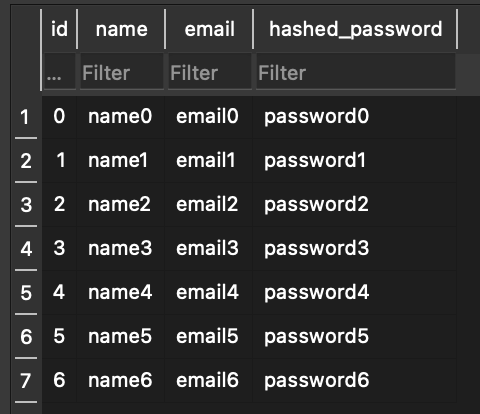 id name email hashed_password
... Filter Filter Filter
1 0 name0 email0 password0
2 1 name1 email1 password1
3 2 name2 email2 password2
4 3 name3 email3 password3
5 4 name4 email4 password4
6 5 name5 email5 password5
7 6 name6 email6 password6